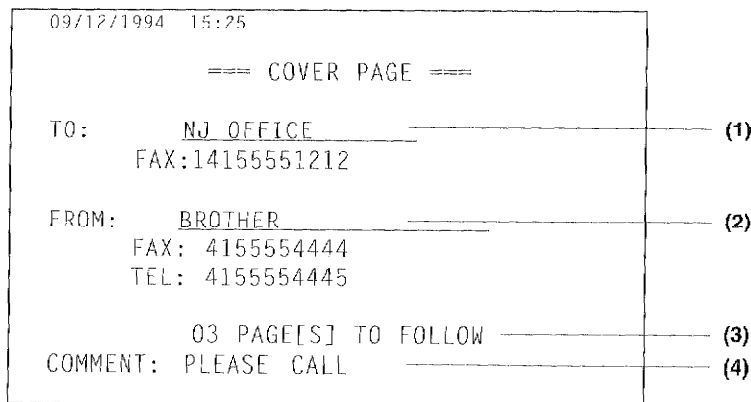 09/12/1994 15:25
=== COVER PAGE ===
TO: NJ OFFICE (1)
FAX:14155551212
FROM: BROTHER (2)
FAX: 4155554444
TEL: 4155554445
03 PAGE[S] TO FOLLOW (3)
COMMENT: PLEASE CALL (4)